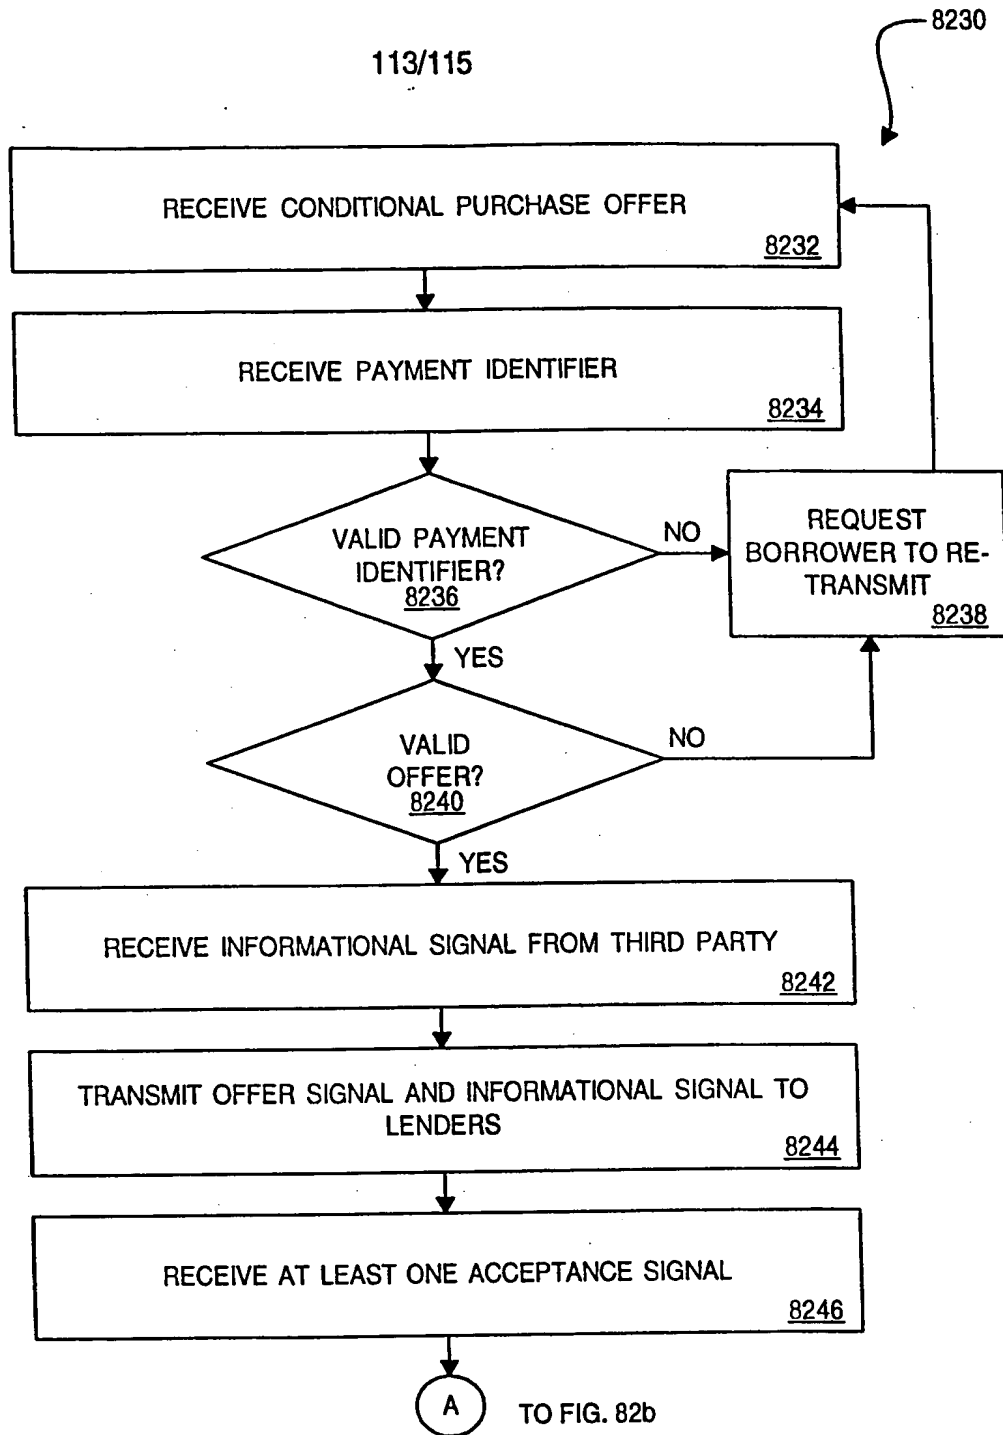 8230
113/115
RECEIVE CONDITIONAL PURCHASE OFFER
8232
RECEIVE PAYMENT IDENTIFIER
8234
VALID PAYMENT
IDENTIFIER?
8236
NO
REQUEST
BORROWER TO RE-
TRANSMIT
8238
YES
VALID
OFFER?
8240
NO
YES
RECEIVE INFORMATIONAL SIGNAL FROM THIRD PARTY
8242
TRANSMIT OFFER SIGNAL AND INFORMATIONAL SIGNAL TO
LENDERS
8244
RECEIVE AT LEAST ONE ACCEPTANCE SIGNAL
8246
A
TO FIG. 82b